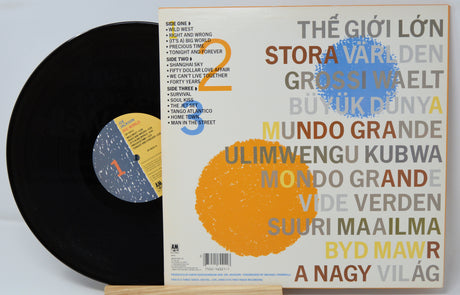 SIDE ONE
• WILD WEST
• RIGHT AND WRONG
• (IT'S A) BIG WORLD
• PRECIOUS TIME
• TONIGHT AND FOREVER
SIDE TWO
• SHANGHAI SKY
• FIFTY DOLLAR LOVE AFFAIR
• WE CAN'T LIVE TOGETHER
• FORTY YEARS
SIDE THREE
• SURVIVAL
• SOUL KISS
• THE JET SET
• TANGO ATLANTICO
• HOME TOWN
• MAN IN THE STREET
2
3
THẾ GIỚI LỚN
STORA VÄRLDEN
GROSSI WAELT
BÜYÜK DÜNYA
MUNDO GRANDE
ULIMWENGU KUBWA
MONDO GRANDE
VIDE VERDEN
SUURI MAAILMA
BYD MAWR
A NAGY VILÁG
1
A&M